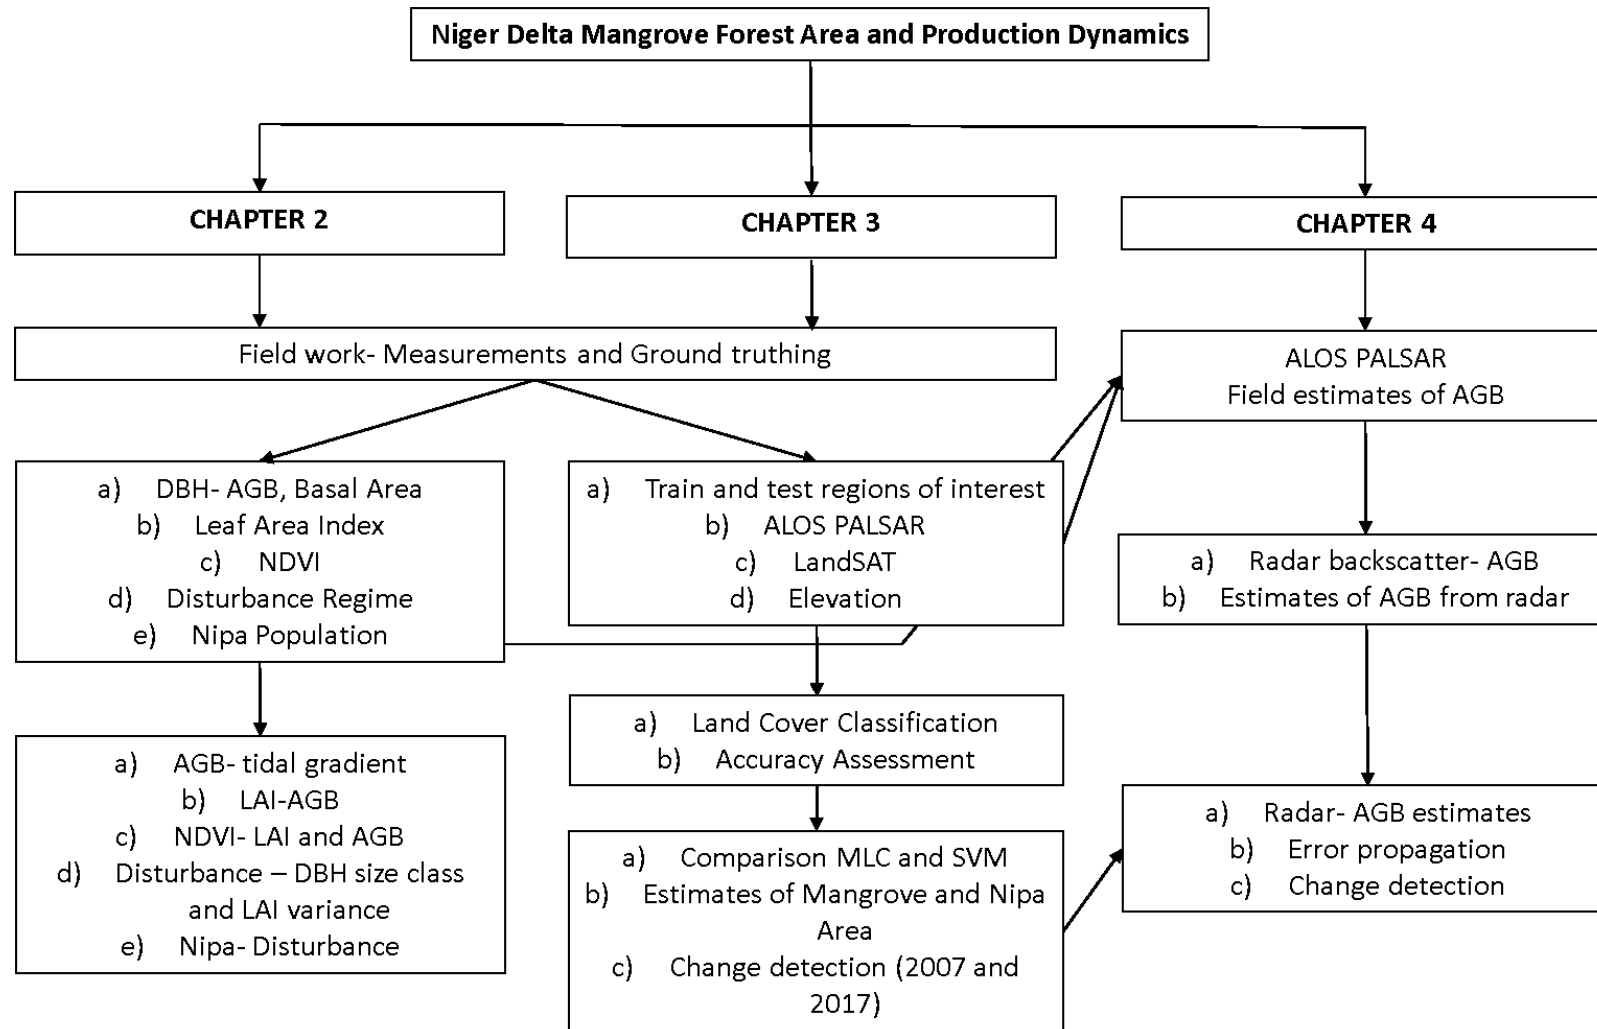 Niger Delta Mangrove Forest Area and Production Dynamics
CHAPTER 2
CHAPTER 3
CHAPTER 4
Field work- Measurements and Ground truthing
ALOS PALSAR
Field estimates of AGB
a) DBH- AGB, Basal Area
b) Leaf Area Index
c) NDVI
d) Disturbance Regime
e) Nipa Population
a) Train and test regions of interest
b) ALOS PALSAR
c) LandSAT
d) Elevation
a) Radar backscatter- AGB
b) Estimates of AGB from radar
a) AGB- tidal gradient
b) LAI-AGB
c) NDVI- LAI and AGB
d) Disturbance – DBH size class
and LAI variance
e) Nipa- Disturbance
a) Land Cover Classification
b) Accuracy Assessment
a) Comparison MLC and SVM
b) Estimates of Mangrove and Nipa
Area
c) Change detection (2007 and
2017)
a) Radar- AGB estimates
b) Error propagation
c) Change detection